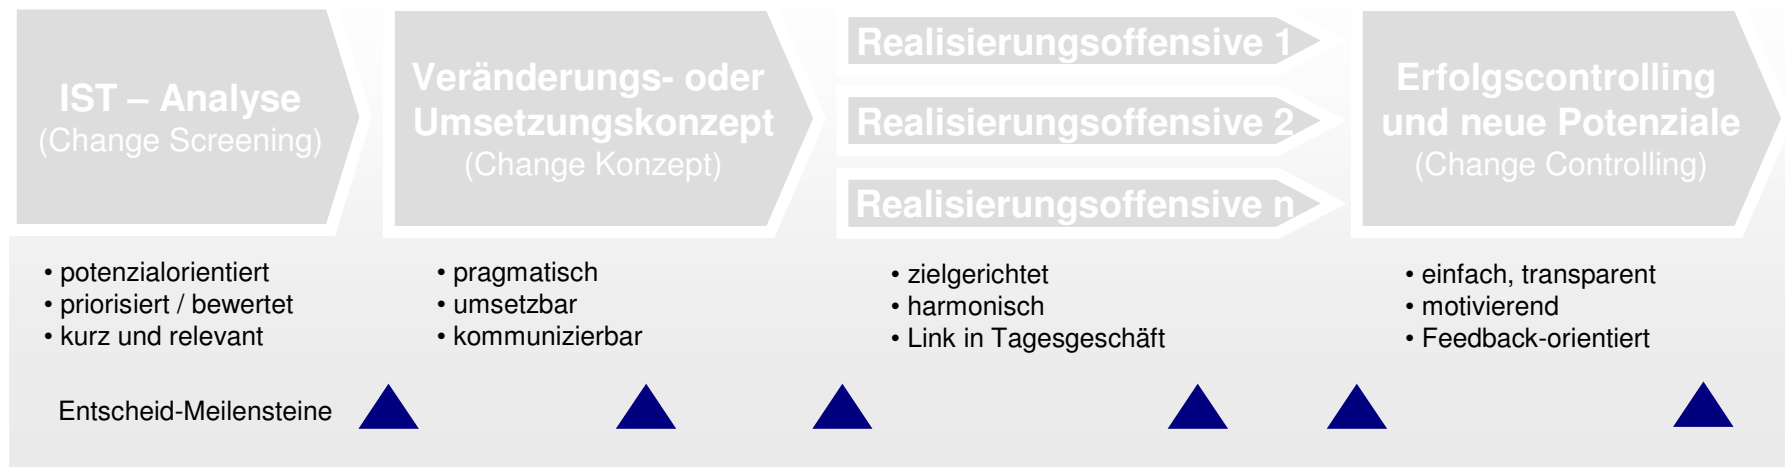 IST – Analyse
(Change Screening)
Veränderungs- oder
Umsetzungskonzept
(Change Konzept)
Realisierungsoffensive 1
Realisierungsoffensive 2
Realisierungsoffensive n
Erfolgscontrolling
und neue Potenziale
(Change Controlling)
• potenzialorientiert
• priorisiert / bewertet
• kurz und relevant
• pragmatisch
• umsetzbar
• kommunizierbar
• zielgerichtet
• harmonisch
• Link in Tagesgeschäft
• einfach, transparent
• motivierend
• Feedback-orientiert
Entscheid-Meilensteine